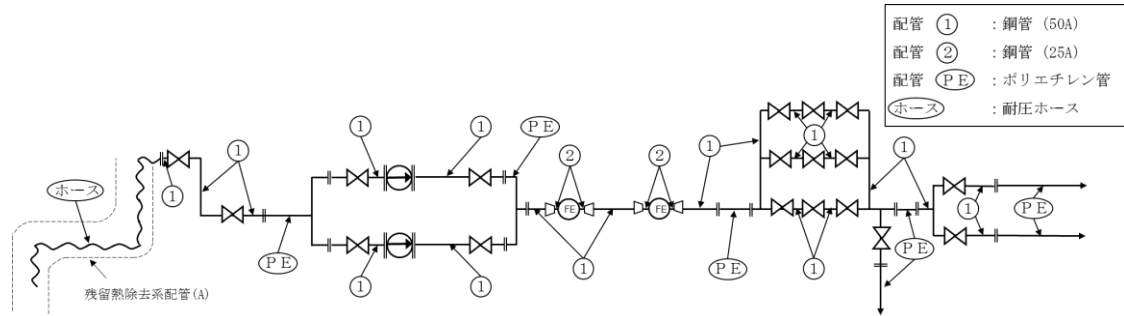 配管 ① ：鋼管 (50A)
配管 ② ：鋼管 (25A)
配管 ＰＥ ：ポリエチレン管
ホース ：耐圧ホース
① ① ＰＥ
②
②
①
①
①
①
①
ホース
FE
FE
①
ＰＥ
①
ＰＥ
ＰＥ
ＰＥ
①
①
①
①
残留熱除去系配管(A)